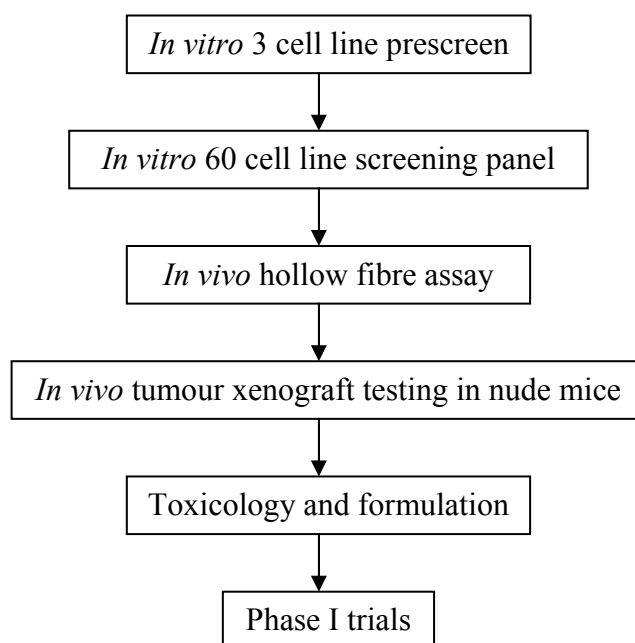 In vitro 3 cell line prescreen
In vitro 60 cell line screening panel
In vivo hollow fibre assay
In vivo tumour xenograft testing in nude mice
Toxicology and formulation
Phase I trials